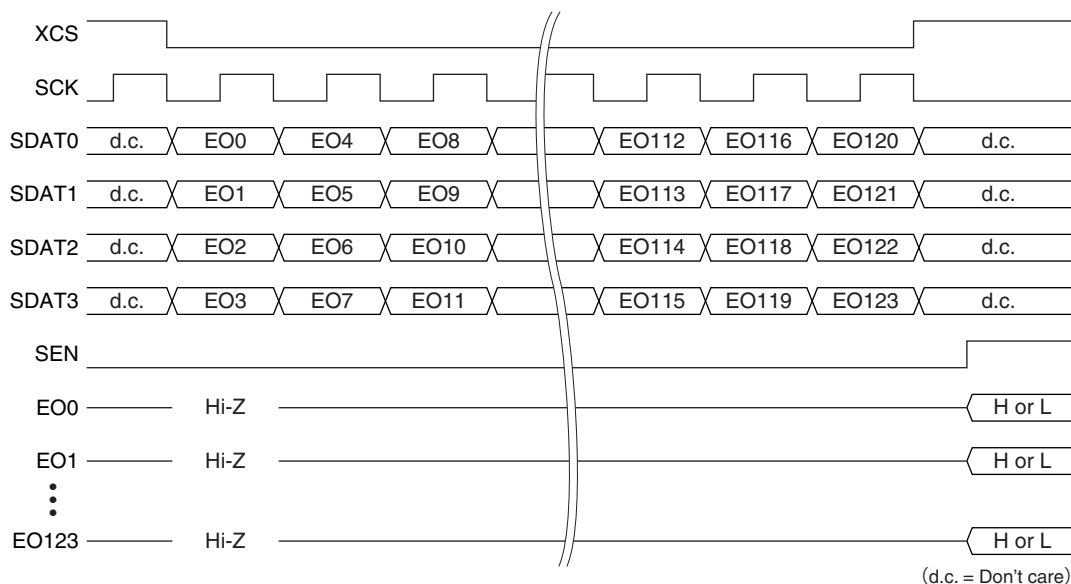 XCS
SCK
SDAT0 d.c. EO0 EO4 EO8 EO112 EO116 EO120 d.c.
SDAT1 d.c. EO1 EO5 EO9 EO113 EO117 EO121 d.c.
SDAT2 d.c. EO2 EO6 EO10 EO114 EO118 EO122 d.c.
SDAT3 d.c. EO3 EO7 EO11 EO115 EO119 EO123 d.c.
SEN
EO0 Hi-Z H or L
EO1 Hi-Z H or L
EO123 Hi-Z H or L
(d.c. = Don't care)